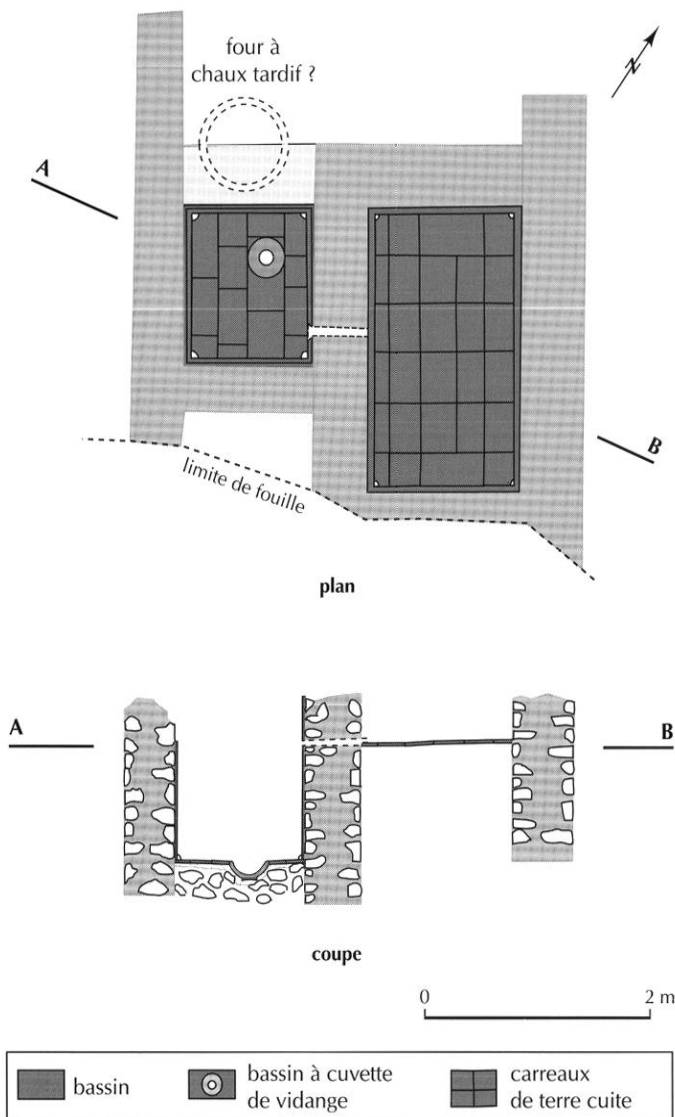 four à
chaux tardif ?
N
A
B
limite de fouille
plan
A
B
coupe
0
2 m
bassin
bassin à cuvette
de vidange
carreaux
de terre cuite